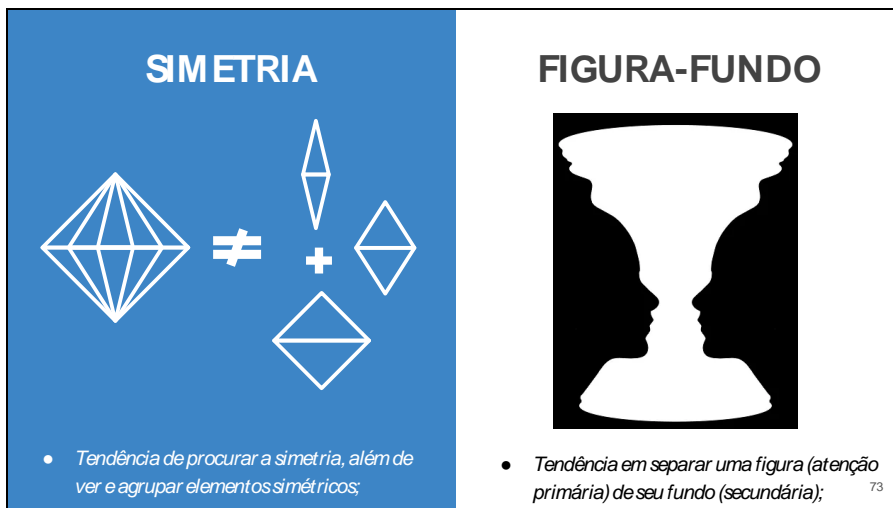 SIMETRIA
≠
+
● Tendência de procurar a simetria, além de
ver e agrupar elementos simétricos;
FIGURA-FUNDO
● Tendência em separar uma figura (atenção
primária) de seu fundo (secundária);
73